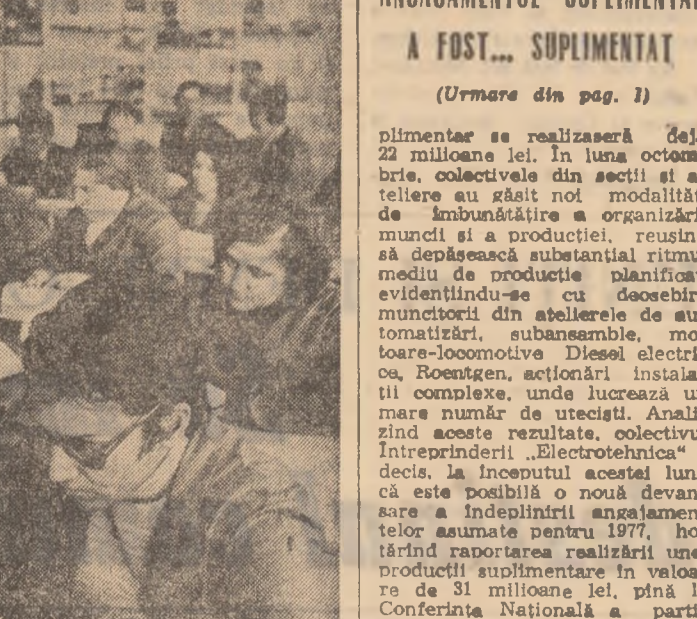 ANGAJAMENTUL SUPLIMENTAR
A FOST... SUPLIMENTAT
(Urmare din pag. 1)
plimentar se realizaseră dej
22 milioane lei. În luna octom
brie, colectivele din secții și a
teliere au găsit noi modalităț
de îmbunătățire a organizări
muncii și a producției, reușin
să depășească substanțial ritmu
mediu de producție planifica
evidențiindu-se cu deosebir
muncitorii din atelierele de au
tomatizări, subansamble, mo
toare-locomotive Diesel electri
ce, Roentgen, acționări instala
ții complexe, unde lucrează u
mare număr de uteciști. Anali
zînd aceste rezultate, colectivu
Întreprinderii „Electrotehnica"
decis, la începutul acestei lun
că este posibilă o nouă devan
sare a îndeplinirii angajamen
telor asumate pentru 1977, ho
tărînd raportarea realizării une
producții suplimentare în valoa
re de 31 milioane lei, pînă l
Conferința Națională a parti